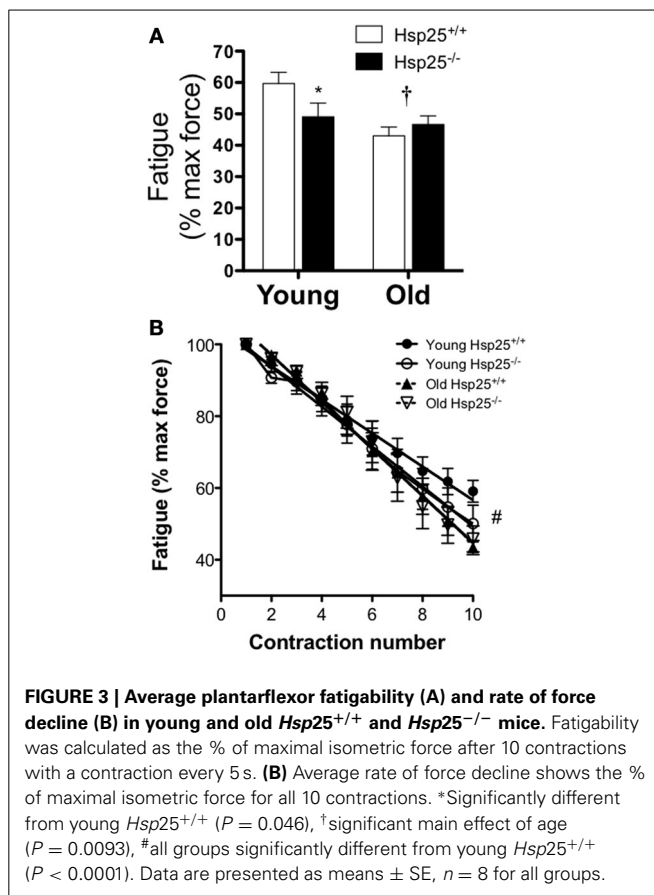 A
Hsp25+/+
Hsp25-/-
Fatigue
(% max force)
70
60
50
40
30
20
10
0
*
†
Young
Old
B
Fatigue (% max force)
100
80
60
40
Young Hsp25+/+
Young Hsp25-/-
Old Hsp25+/+
Old Hsp25-/-
#
0
2
4
6
8
10
Contraction number
FIGURE 3 | Average plantarflexor fatigability (A) and rate of force
decline (B) in young and old Hsp25+/+ and Hsp25−/− mice. Fatigability
was calculated as the % of maximal isometric force after 10 contractions
with a contraction every 5 s. (B) Average rate of force decline shows the %
of maximal isometric force for all 10 contractions. *Significantly different
from young Hsp25+/+ (P = 0.046), †significant main effect of age
(P = 0.0093), #all groups significantly different from young Hsp25+/+
(P < 0.0001). Data are presented as means ± SE, n = 8 for all groups.